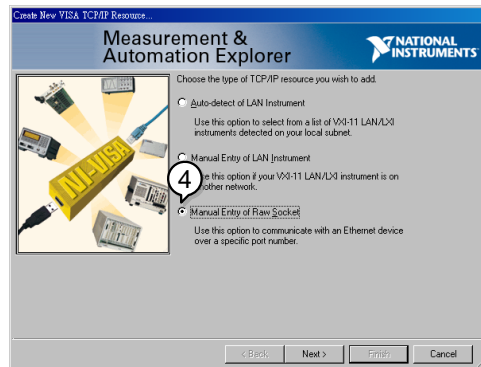 Create New VISA TCP/IP Resource...
Measurement &
Automation Explorer
NATIONAL
INSTRUMENTS
Choose the type of TCP/IP resource you wish to add.
Auto-detect of LAN Instrument
Use this option to select from a list of VXI-11 LAN/LXI
instruments detected on your local subnet.
Manual Entry of LAN Instrument
this option if your VXI-11 LAN/LXI instrument is on
another network.
4
Manual Entry of Raw Socket
Use this option to communicate with an Ethernet device
over a specific port number.
NI-VISA
< Back
Next >
Finish
Cancel